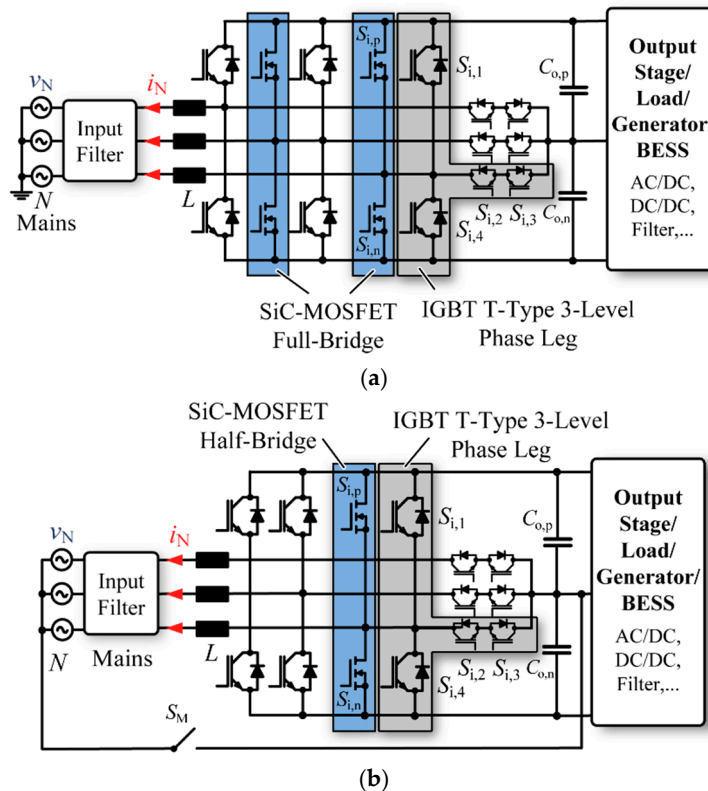 S_i,p
S_i,1
C_o,p
v_N
i_N
Input
Filter
N
Mains
L
S_i,n
S_i,2
S_i,3
S_i,4
C_o,n
Output
Stage/
Load/
Generator/
BESS
AC/DC,
DC/DC,
Filter,...
SiC-MOSFET
Full-Bridge
IGBT T-Type 3-Level
Phase Leg
(a)
SiC-MOSFET
Half-Bridge
IGBT T-Type 3-Level
Phase Leg
S_i,p
S_i,1
C_o,p
v_N
i_N
Input
Filter
N
Mains
L
S_i,n
S_i,2
S_i,3
S_i,4
C_o,n
S_M
Output
Stage/
Load/
Generator/
BESS
AC/DC,
DC/DC,
Filter,...
(b)